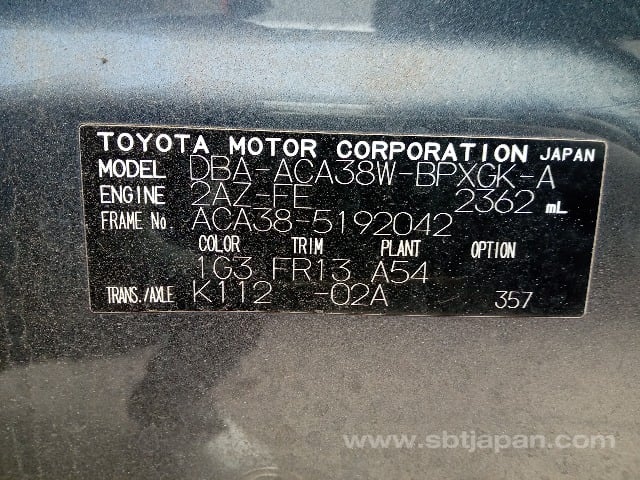 TOYOTA MOTOR CORPORATION JAPAN
MODEL DBA-ACA38W-BPXGK-A
ENGINE 2AZ-FE 2362 mL
FRAME No. ACA38-5192042
COLOR TRIM PLANT OPTION
1G3 FR13 A54
TRANS./AXLE K112 -02A 357
www.sbtjapan.com